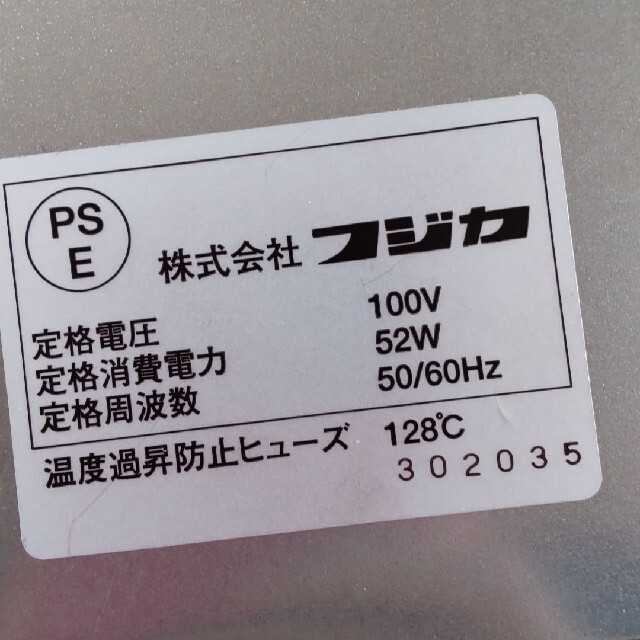 PS
E
株式会社 フジカ
定格電圧 100V
定格消費電力 52W
定格周波数 50/60Hz
温度過昇防止ヒューズ 128℃
302035